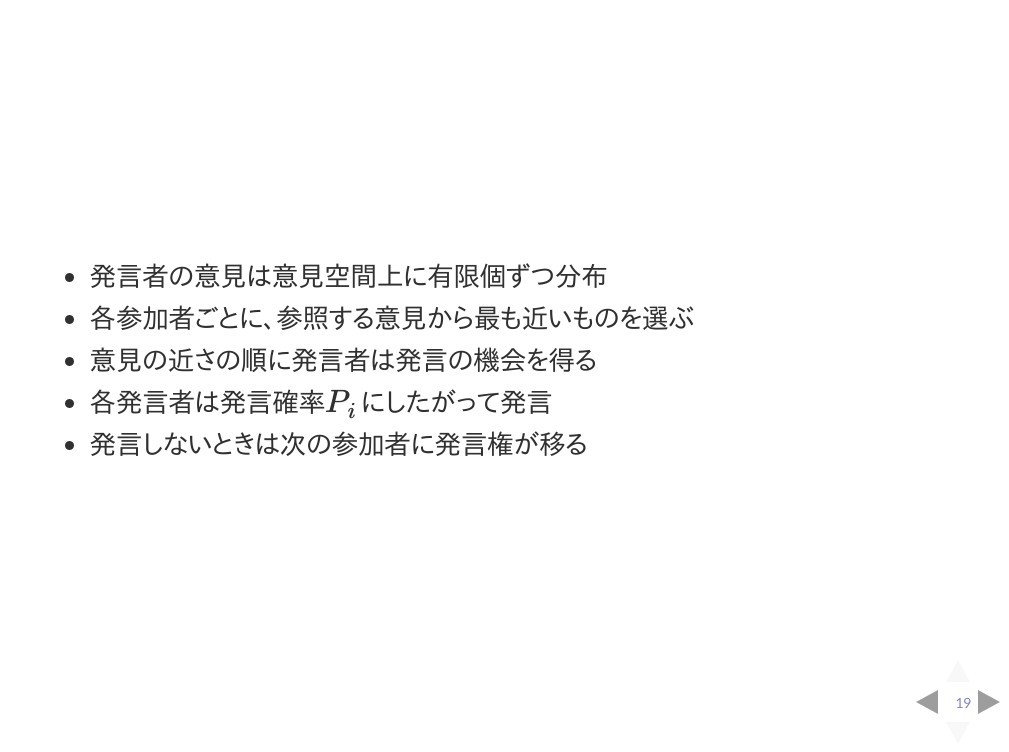 • 発言者の意見は意見空間上に有限個ずつ分布
• 各参加者ごとに、参照する意見から最も近いものを選ぶ
• 意見の近さの順に発言者は発言の機会を得る
• 各発言者は発言確率P_i にしたがって発言
• 発言しないときは次の参加者に発言権が移る
19